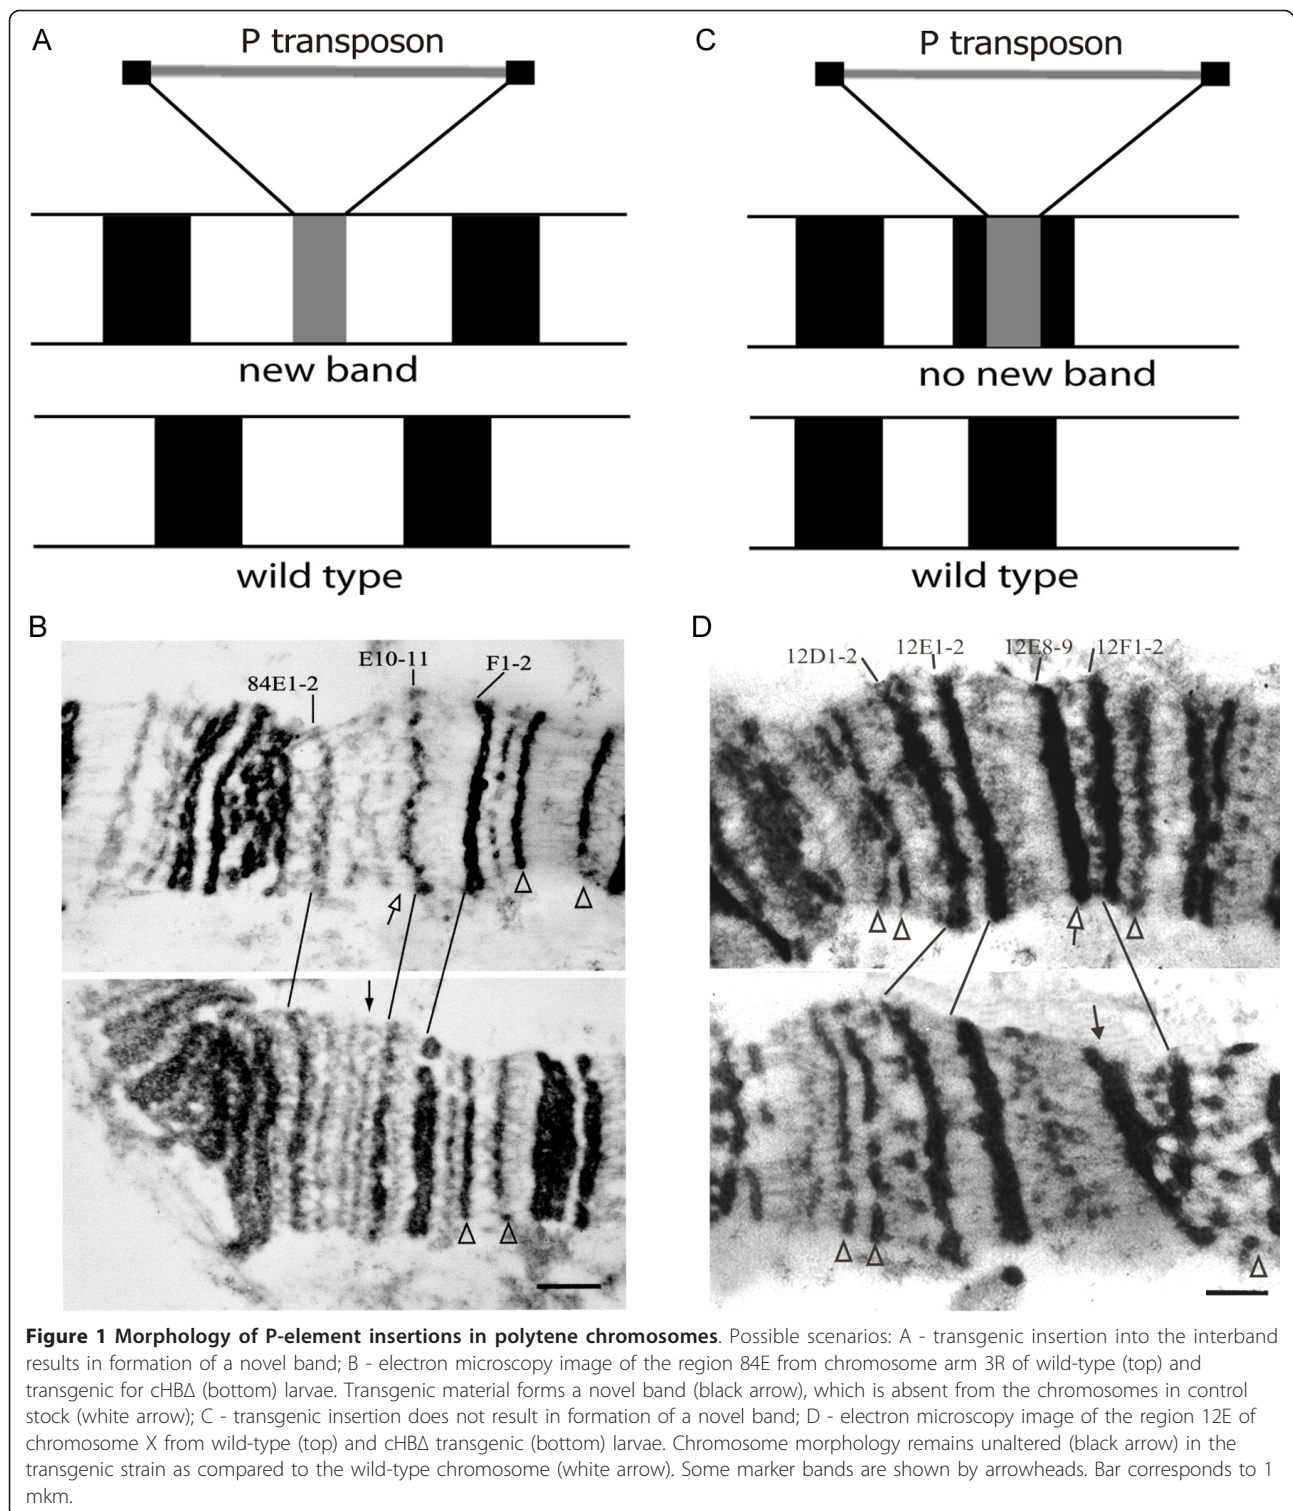 A
P transposon
new band
wild type
C
P transposon
no new band
wild type
B
84E1-2
E10-11
F1-2
D
12D1-2
12E1-2
12E8-9
12F1-2
Figure 1 Morphology of P-element insertions in polytene chromosomes. Possible scenarios: A - transgenic insertion into the interband
results in formation of a novel band; B - electron microscopy image of the region 84E from chromosome arm 3R of wild-type (top) and
transgenic for cHBΔ (bottom) larvae. Transgenic material forms a novel band (black arrow), which is absent from the chromosomes in control
stock (white arrow); C - transgenic insertion does not result in formation of a novel band; D - electron microscopy image of the region 12E of
chromosome X from wild-type (top) and cHBΔ transgenic (bottom) larvae. Chromosome morphology remains unaltered (black arrow) in the
transgenic strain as compared to the wild-type chromosome (white arrow). Some marker bands are shown by arrowheads. Bar corresponds to 1
mkm.